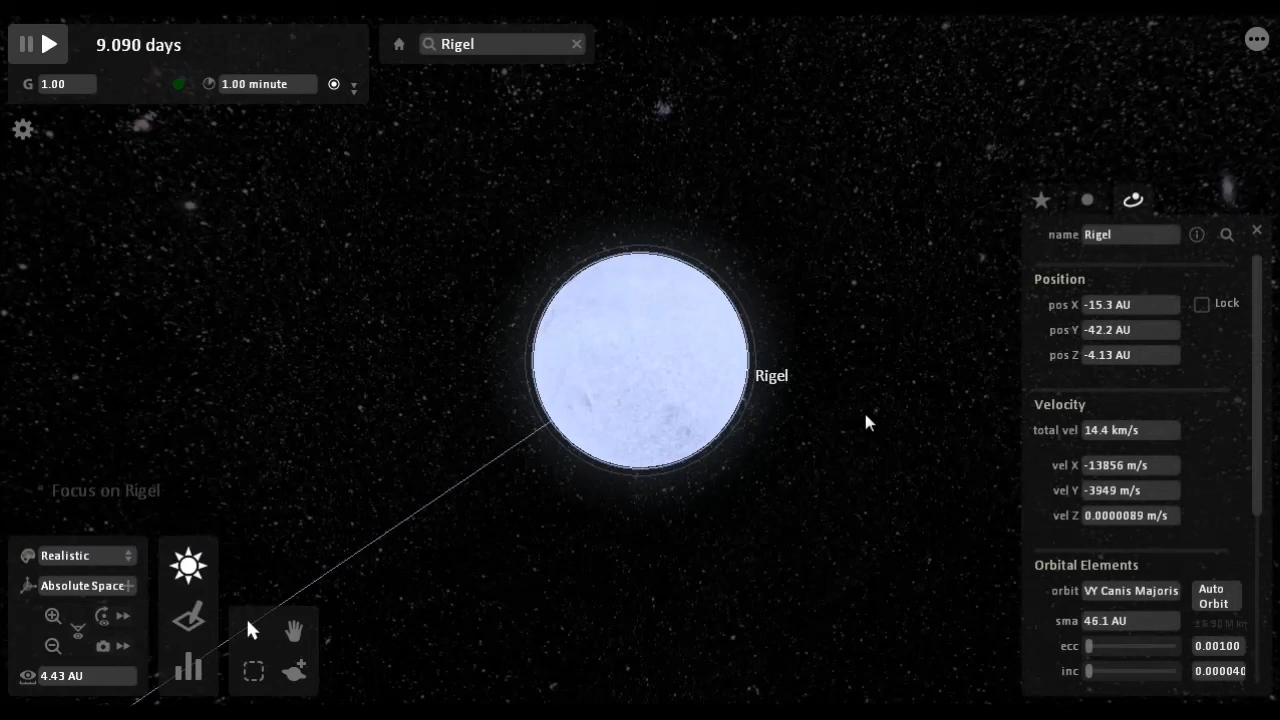 9.090 days
Rigel
G 1.00
1.00 minute
name Rigel
Position
pos X -15.3 AU
Lock
pos Y -42.2 AU
pos Z -4.13 AU
Rigel
Velocity
total vel 14.4 km/s
vel X -13856 m/s
vel Y -3949 m/s
vel Z 0.0000089 m/s
Focus on Rigel
Realistic
Absolute Space
4.43 AU
Orbital Elements
orbit VY Canis Majoris
Auto
Orbit
sma 46.1 AU
ecc 0.00100
inc 0.000040